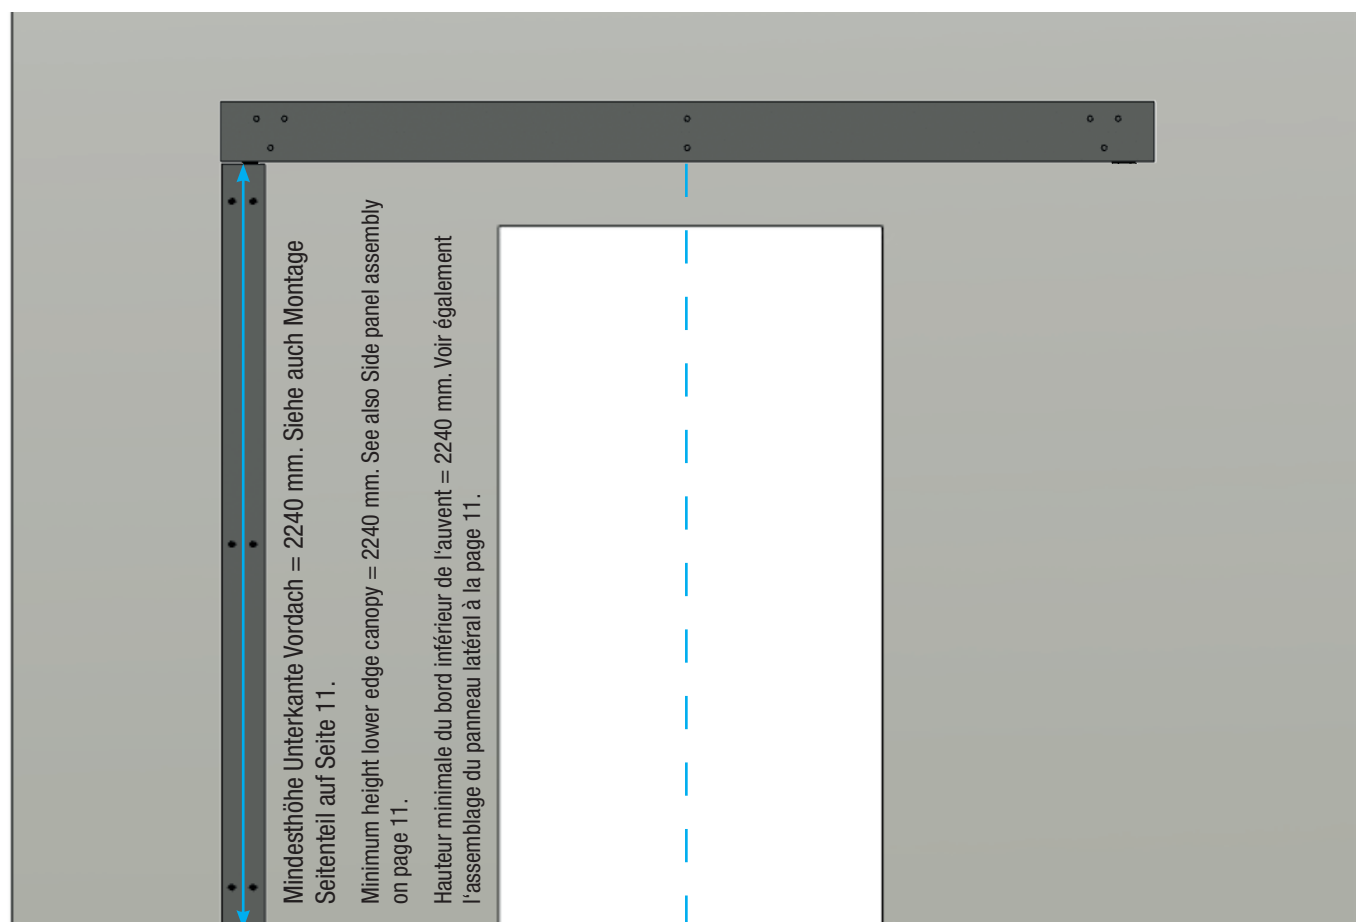 Mindesthöhe Unterkante Vordach = 2240 mm. Siehe auch Montage
Seitenteil auf Seite 11.
Minimum height lower edge canopy = 2240 mm. See also Side panel assembly
on page 11.
Hauteur minimale du bord inférieur de l‘auvent = 2240 mm. Voir également
l‘assemblage du panneau latéral à la page 11.